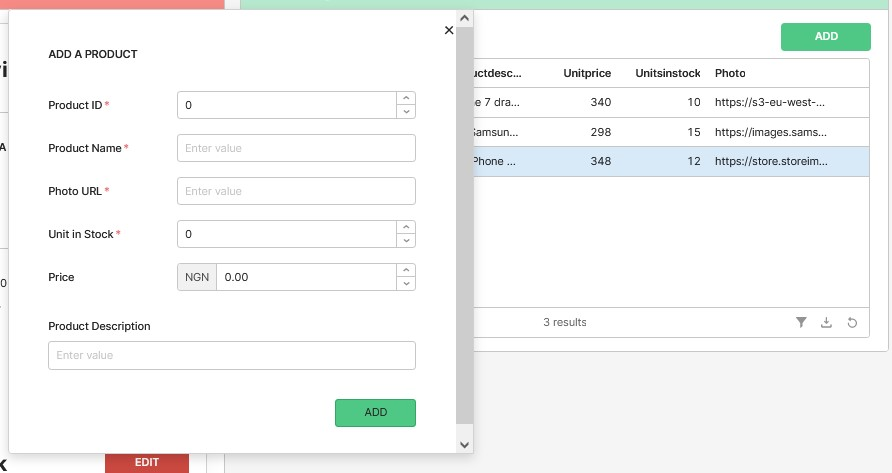 ADD A PRODUCT
Product ID *
0
Product Name *
Enter value
Photo URL *
Enter value
Unit in Stock *
0
Price
NGN 0.00
Product Description
Enter value
ADD
EDIT
ADD
uctdesc... Unitprice Unitsinstock Photo
e 7 dra... 340 10 https://s3-eu-west-...
Samsun... 298 15 https://images.sams...
Phone ... 348 12 https://store.storeim...
3 results